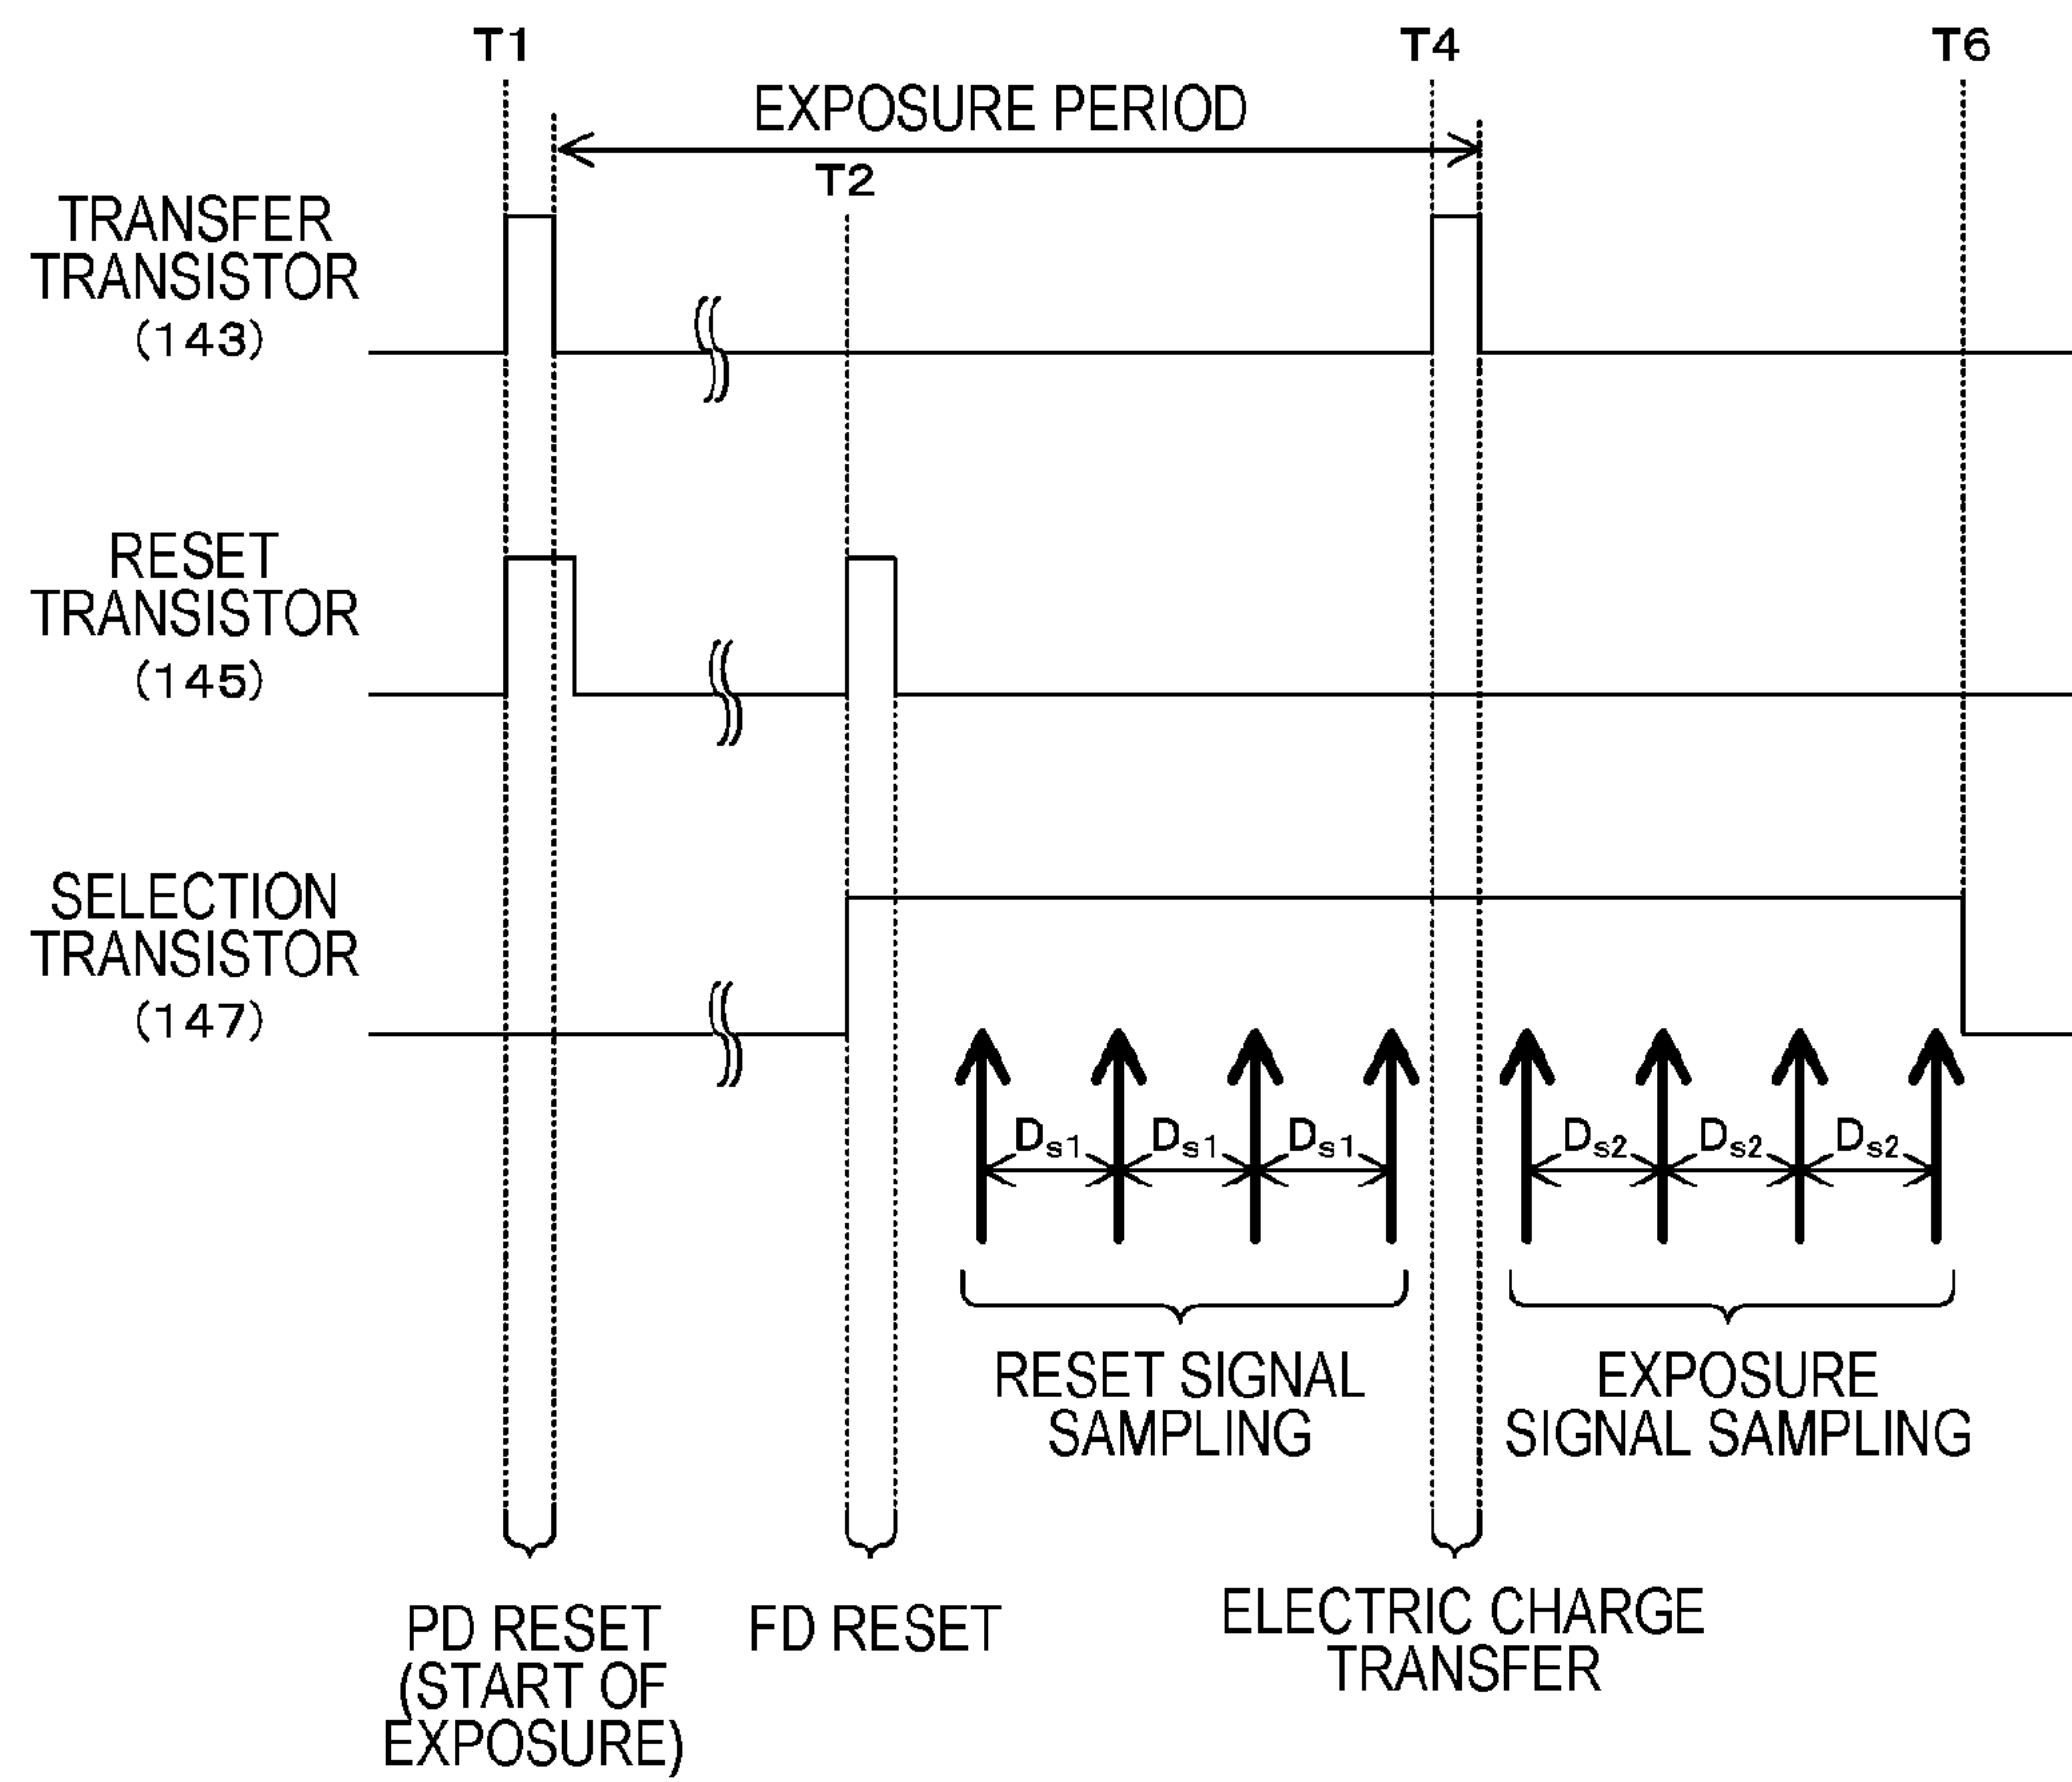 T1
T4
T6
EXPOSURE PERIOD
T2
TRANSFER
TRANSISTOR
(143)
RESET
TRANSISTOR
(145)
SELECTION
TRANSISTOR
(147)
Ds1 Ds1 Ds1 Ds2 Ds2 Ds2
RESET SIGNAL
SAMPLING
EXPOSURE
SIGNAL SAMPLING
PD RESET
(START OF
EXPOSURE)
FD RESET
ELECTRIC CHARGE
TRANSFER